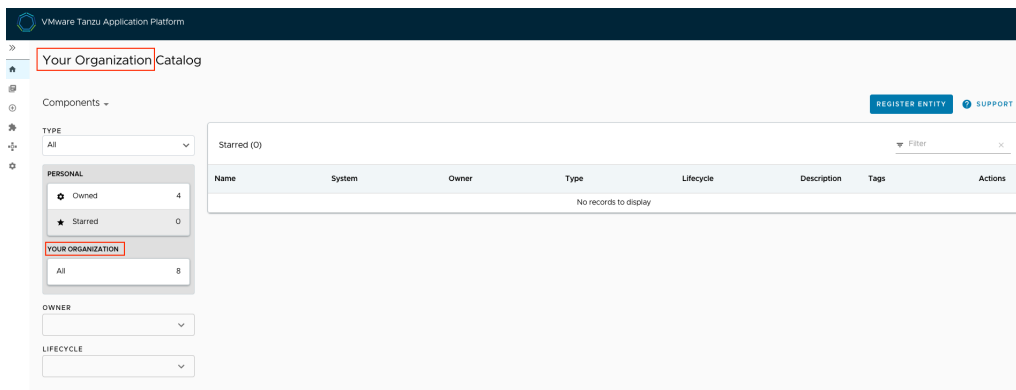 VMware Tanzu Application Platform
Your Organization Catalog
Components
REGISTER ENTITY
SUPPORT
TYPE
All
Starred (0)
Filter
PERSONAL
Owned 4
Starred 0
YOUR ORGANIZATION
All 8
Name System Owner Type Lifecycle Description Tags Actions
No records to display
OWNER
LIFECYCLE